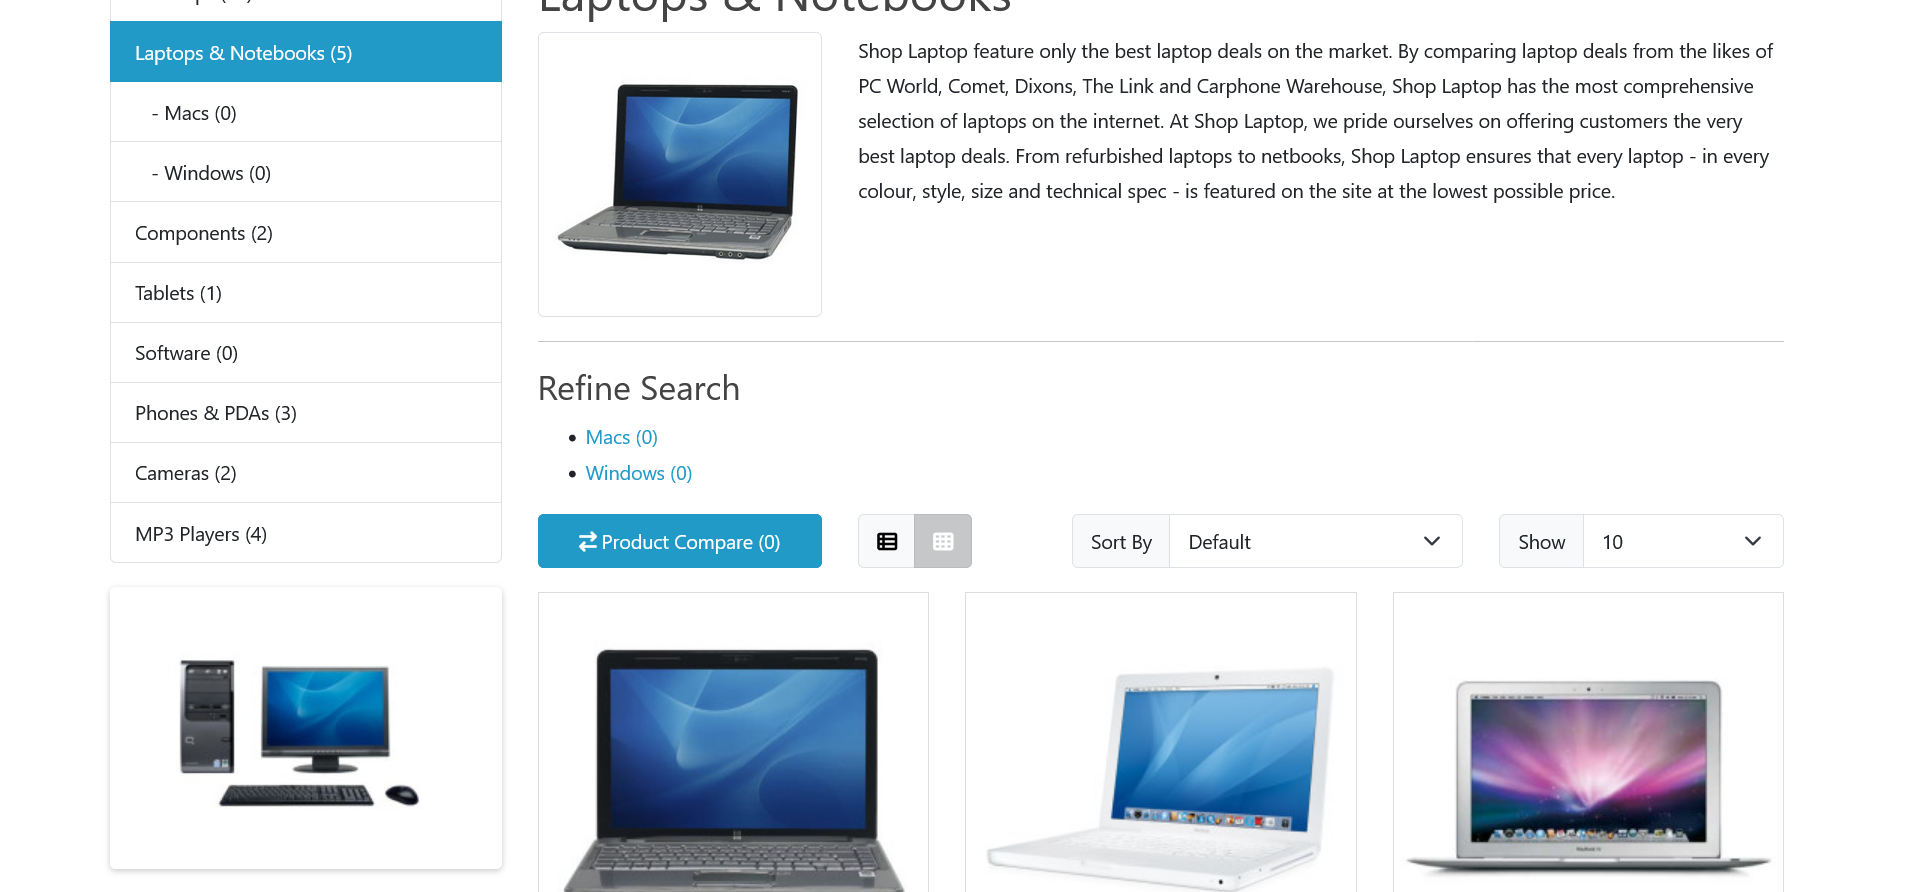 Laptops & Notebooks (5)
- Macs (0)
- Windows (0)
Components (2)
Tablets (1)
Software (0)
Phones & PDAs (3)
Cameras (2)
MP3 Players (4)
Laptops & Notebooks
Shop Laptop feature only the best laptop deals on the market. By comparing laptop deals from the likes of
PC World, Comet, Dixons, The Link and Carphone Warehouse, Shop Laptop has the most comprehensive
selection of laptops on the internet. At Shop Laptop, we pride ourselves on offering customers the very
best laptop deals. From refurbished laptops to netbooks, Shop Laptop ensures that every laptop - in every
colour, style, size and technical spec - is featured on the site at the lowest possible price.
Refine Search
Macs (0)
Windows (0)
Product Compare (0)
Sort By
Default
Show
10